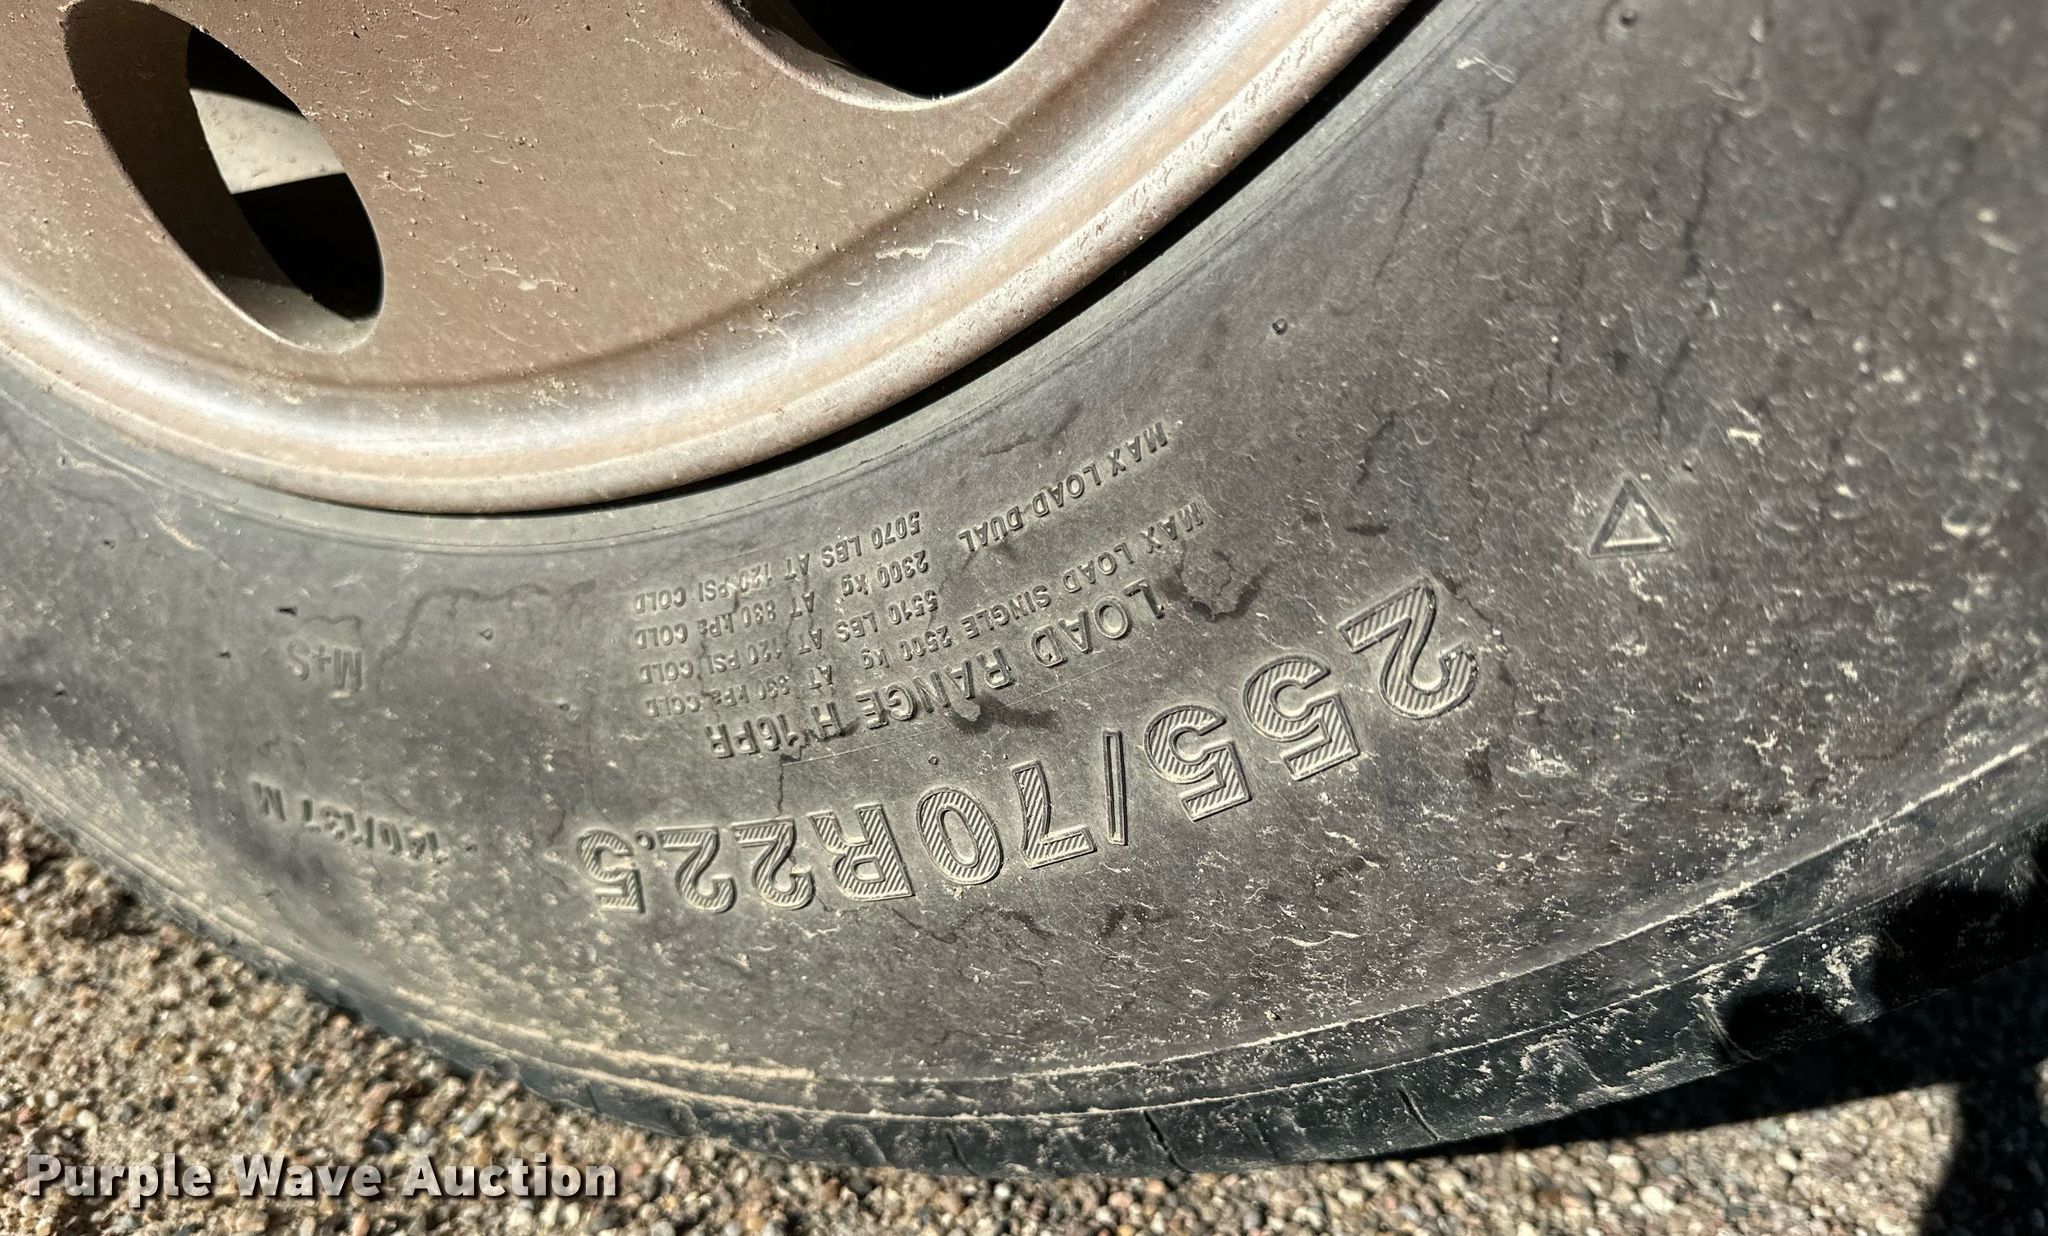 255/70R22.5
LOAD RANGE H 16PR
MAX LOAD SINGLE 2500 kg AT 830 kPa COLD
5510 LBS AT 120 PSI COLD
MAX LOAD DUAL 2300 kg AT 830 kPa COLD
5070 LBS AT 120 PSI COLD
140/137 M
M+S
Purple Wave Auction